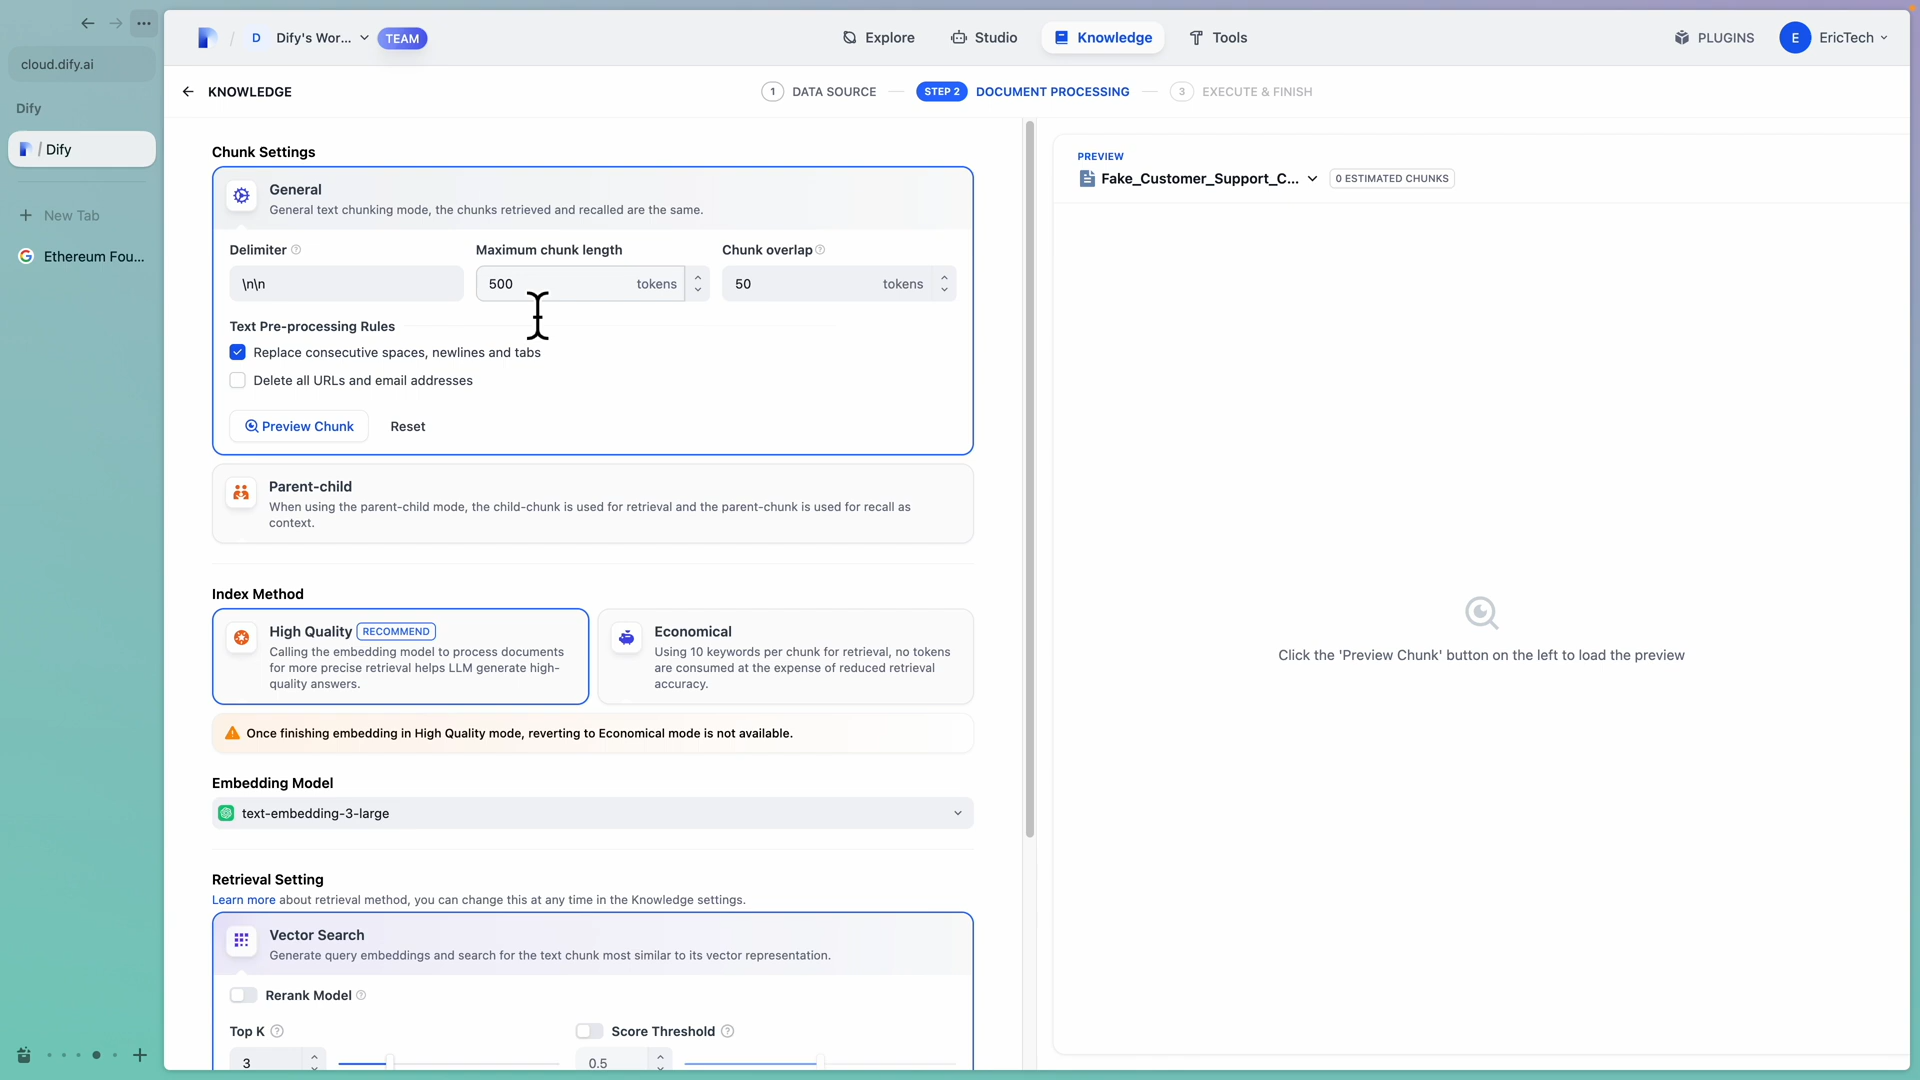 cloud.dify.ai
Dify
/ Dify
New Tab
Ethereum Fou...
/ D Dify's Wor... TEAM
Explore
Studio
Knowledge
Tools
PLUGINS
E EricTech
KNOWLEDGE
1 DATA SOURCE
STEP 2 DOCUMENT PROCESSING
3 EXECUTE & FINISH
Chunk Settings
General
General text chunking mode, the chunks retrieved and recalled are the same.
Delimiter
Maximum chunk length
Chunk overlap
\n\n
500 tokens
50 tokens
Text Pre-processing Rules
Replace consecutive spaces, newlines and tabs
Delete all URLs and email addresses
Preview Chunk
Reset
Parent-child
When using the parent-child mode, the child-chunk is used for retrieval and the parent-chunk is used for recall as
context.
Index Method
High Quality RECOMMEND
Calling the embedding model to process documents
for more precise retrieval helps LLM generate high-
quality answers.
Economical
Using 10 keywords per chunk for retrieval, no tokens
are consumed at the expense of reduced retrieval
accuracy.
Once finishing embedding in High Quality mode, reverting to Economical mode is not available.
Embedding Model
text-embedding-3-large
Retrieval Setting
Learn more about retrieval method, you can change this at any time in the Knowledge settings.
Vector Search
Generate query embeddings and search for the text chunk most similar to its vector representation.
Rerank Model
Top K
Score Threshold
3
0.5
PREVIEW
Fake_Customer_Support_C...
0 ESTIMATED CHUNKS
Click the 'Preview Chunk' button on the left to load the preview